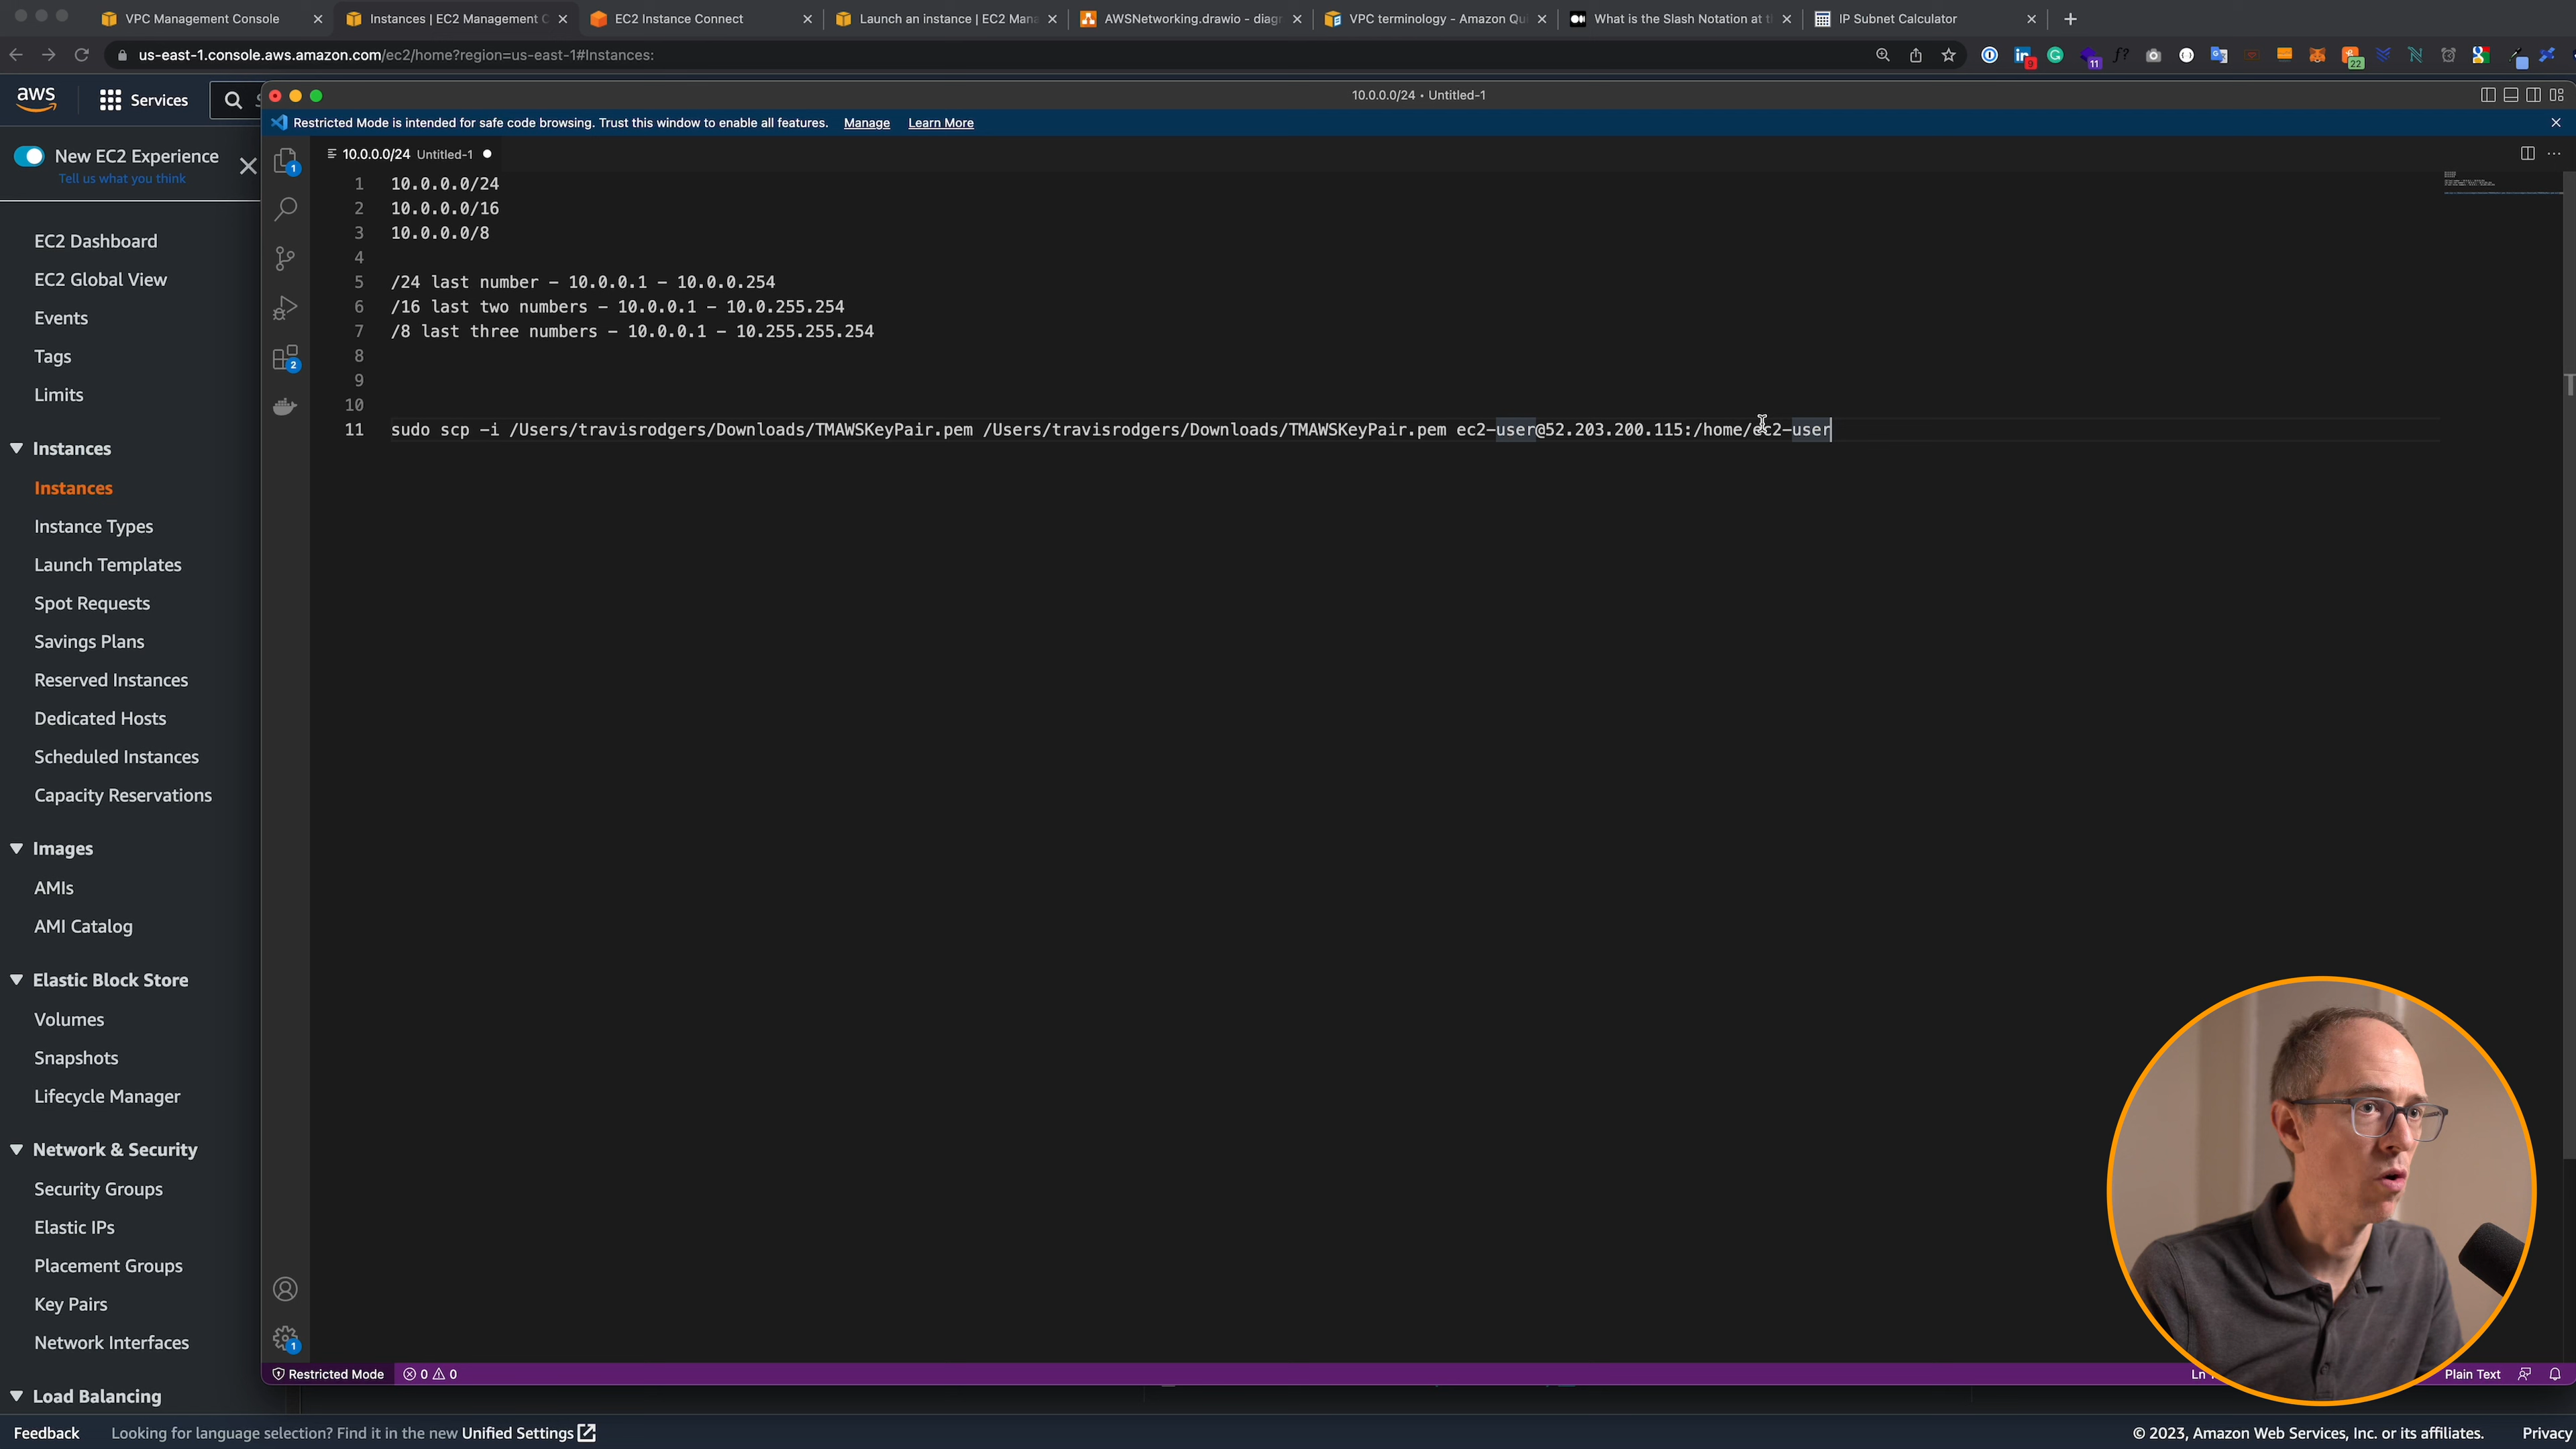 VPC Management Console
Instances | EC2 Management C
EC2 Instance Connect
Launch an instance | EC2 Mana
AWSNetworking.drawio - diagr
VPC terminology - Amazon Qui
What is the Slash Notation at t
IP Subnet Calculator
us-east-1.console.aws.amazon.com/ec2/home?region=us-east-1#Instances:
9
11
f?
22
aws
Services
10.0.0.0/24 • Untitled-1
Restricted Mode is intended for safe code browsing. Trust this window to enable all features.
Manage
Learn More
New EC2 Experience
Tell us what you think
EC2 Dashboard
EC2 Global View
Events
Tags
Limits
Instances
Instances
Instance Types
Launch Templates
Spot Requests
Savings Plans
Reserved Instances
Dedicated Hosts
Scheduled Instances
Capacity Reservations
Images
AMIs
AMI Catalog
Elastic Block Store
Volumes
Snapshots
Lifecycle Manager
Network & Security
Security Groups
Elastic IPs
Placement Groups
Key Pairs
Network Interfaces
Load Balancing
1
2
1
10.0.0.0/24 Untitled-1
1 10.0.0.0/24
2 10.0.0.0/16
3 10.0.0.0/8
4
5 /24 last number - 10.0.0.1 - 10.0.0.254
6 /16 last two numbers - 10.0.0.1 - 10.0.255.254
7 /8 last three numbers - 10.0.0.1 - 10.255.255.254
8
9
10
11 sudo scp -i /Users/travisrodgers/Downloads/TMAWSKeyPair.pem /Users/travisrodgers/Downloads/TMAWSKeyPair.pem ec2-user@52.203.200.115:/home/ec2-user
Restricted Mode
0
0
Ln
Plain Text
Feedback
Looking for language selection? Find it in the new Unified Settings
© 2023, Amazon Web Services, Inc. or its affiliates.
Privacy